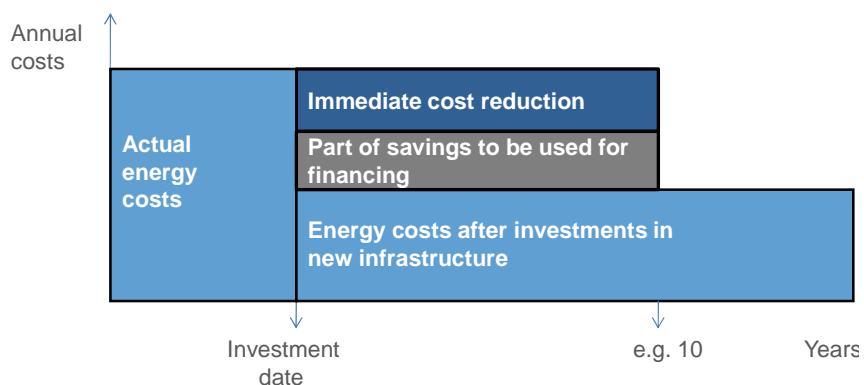 Annual
costs
Immediate cost reduction
Actual
energy
costs
Part of savings to be used for
financing
Energy costs after investments in
new infrastructure
Investment
date
e.g. 10
Years